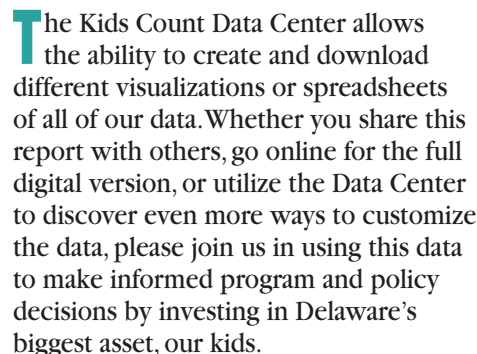 The Kids Count Data Center allows
the ability to create and download
different visualizations or spreadsheets
of all of our data. Whether you share this
report with others, go online for the full
digital version, or utilize the Data Center
to discover even more ways to customize
the data, please join us in using this data
to make informed program and policy
decisions by investing in Delaware’s
biggest asset, our kids.